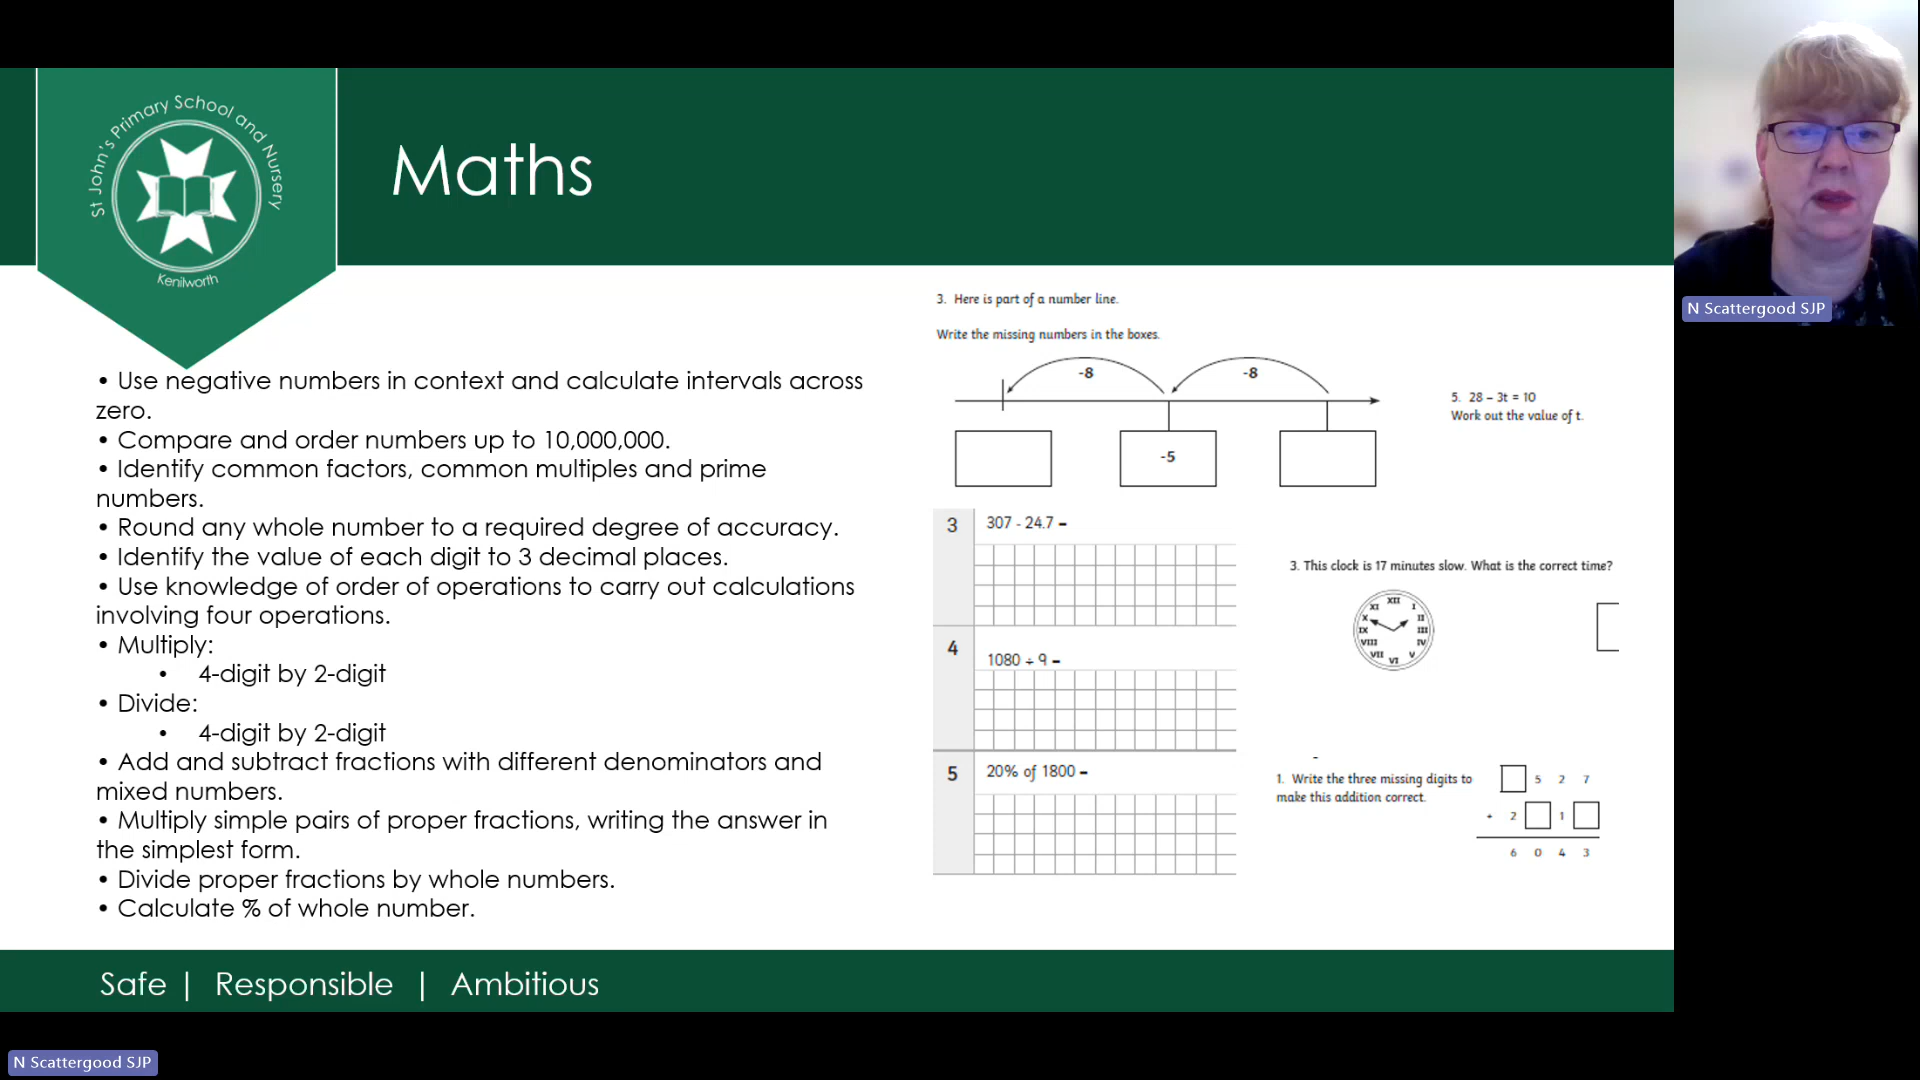 St John's Primary School and Nursery
Kenilworth
Maths
• Use negative numbers in context and calculate intervals across
zero.
• Compare and order numbers up to 10,000,000.
• Identify common factors, common multiples and prime
numbers.
• Round any whole number to a required degree of accuracy.
• Identify the value of each digit to 3 decimal places.
• Use knowledge of order of operations to carry out calculations
involving four operations.
• Multiply:
• 4-digit by 2-digit
• Divide:
• 4-digit by 2-digit
• Add and subtract fractions with different denominators and
mixed numbers.
• Multiply simple pairs of proper fractions, writing the answer in
the simplest form.
• Divide proper fractions by whole numbers.
• Calculate % of whole number.
3. Here is part of a number line.
Write the missing numbers in the boxes.
-8 -8
-5
5. 28 – 3t = 10
Work out the value of t.
3 307 - 24.7 =
4 1080 ÷ 9 =
5 20% of 1800 =
3. This clock is 17 minutes slow. What is the correct time?
XII I II III IV V VI VII VIII IX X XI
1. Write the three missing digits to
make this addition correct.
5 2 7
+ 2 1
6 0 4 3
Safe | Responsible | Ambitious
N Scattergood SJP
N Scattergood SJP